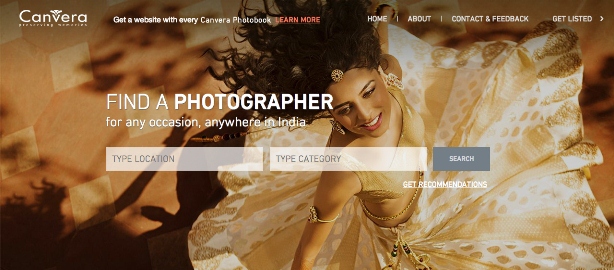 Canvera
preserving memories
Get a website with every Canvera Photobook LEARN MORE
HOME | ABOUT | CONTACT & FEEDBACK GET LISTED >
FIND A PHOTOGRAPHER
for any occasion, anywhere in India
TYPE LOCATION TYPE CATEGORY SEARCH
GET RECOMMENDATIONS